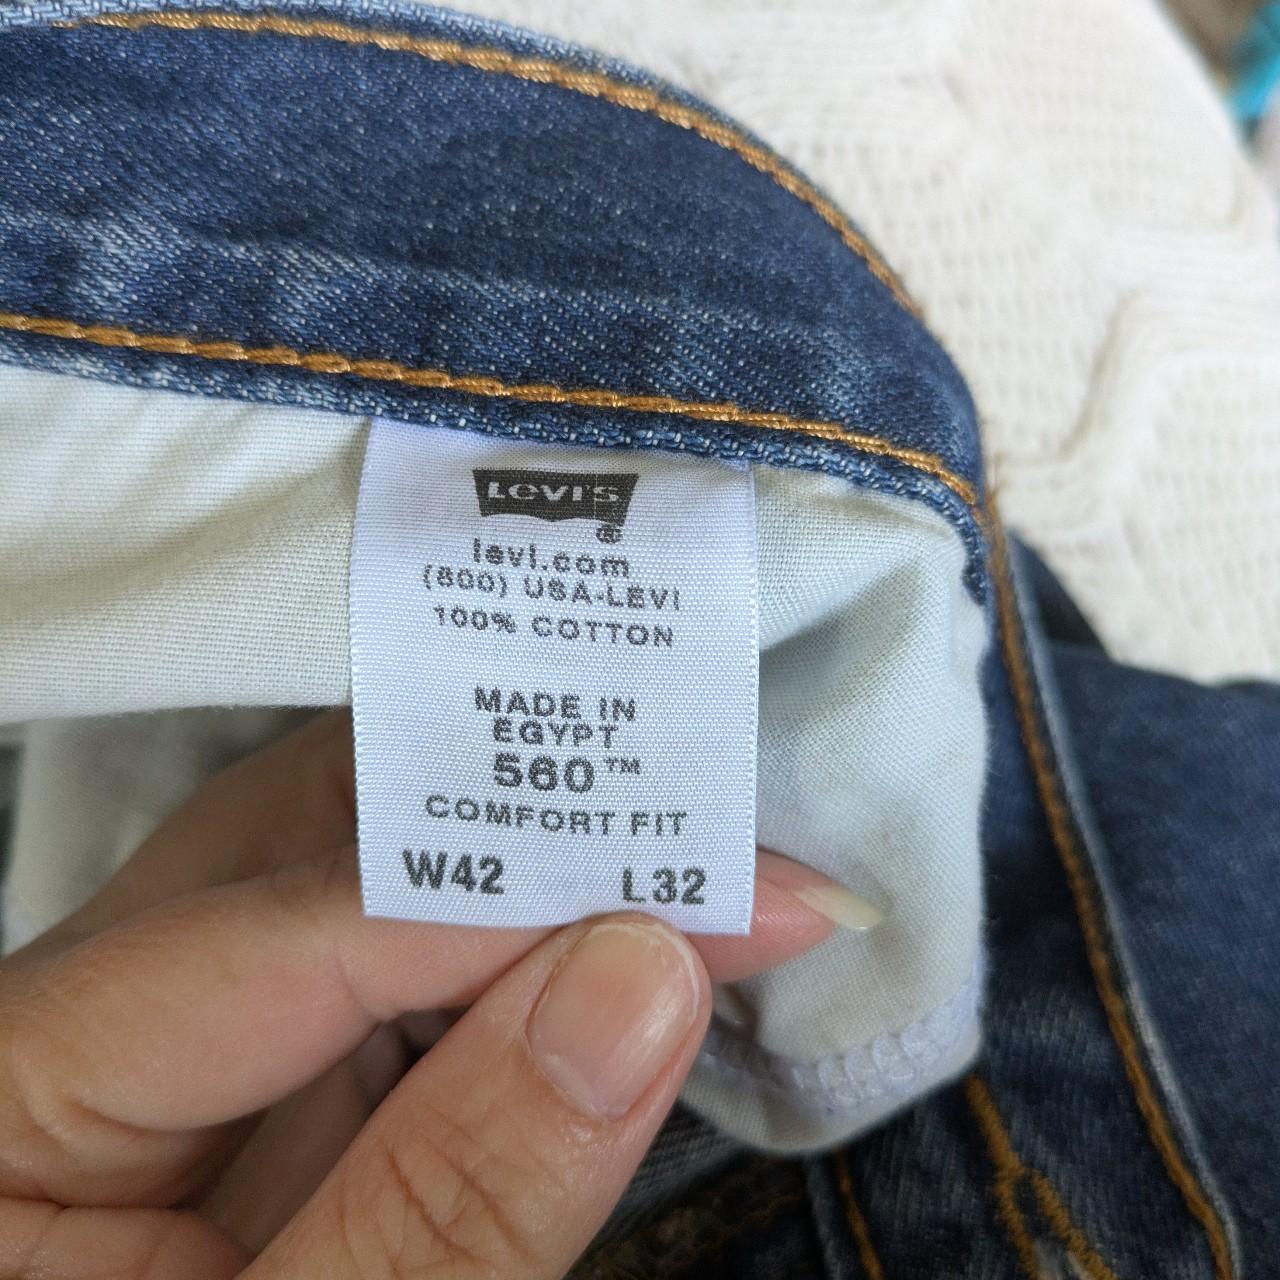 LEVI'S
®
levi.com
(800) USA-LEVI
100% COTTON
MADE IN
EGYPT
560™
COMFORT FIT
W42 L32